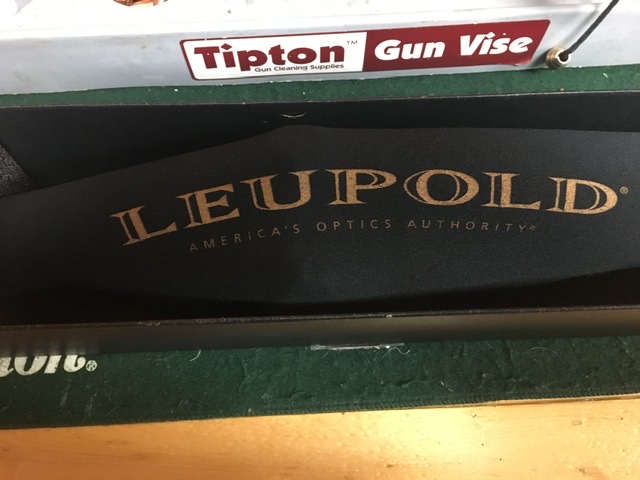 Tipton™ Gun Vise
Gun Cleaning Supplies
LEUPOLD®
AMERICA'S OPTICS AUTHORITY®